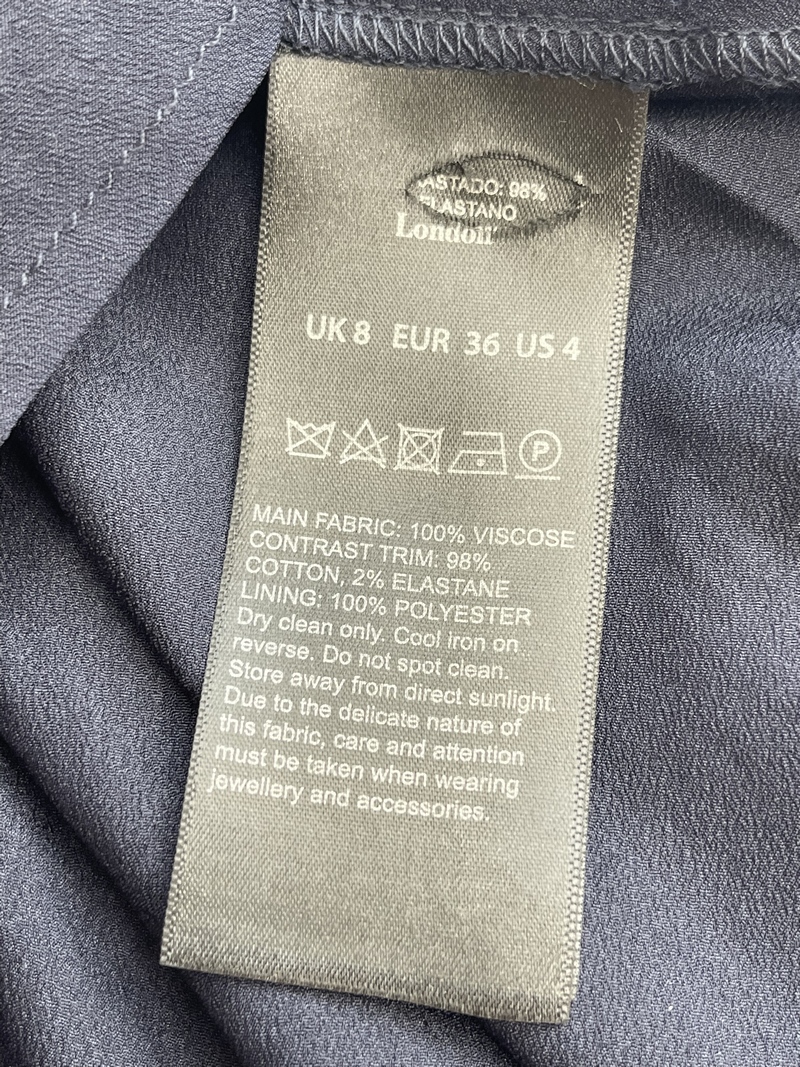 ASTADO: 98%
ELASTANO
London
UK 8 EUR 36 US 4
P
MAIN FABRIC: 100% VISCOSE
CONTRAST TRIM: 98%
COTTON, 2% ELASTANE
LINING: 100% POLYESTER
Dry clean only. Cool iron on
reverse. Do not spot clean.
Store away from direct sunlight.
Due to the delicate nature of
this fabric, care and attention
must be taken when wearing
jewellery and accessories.